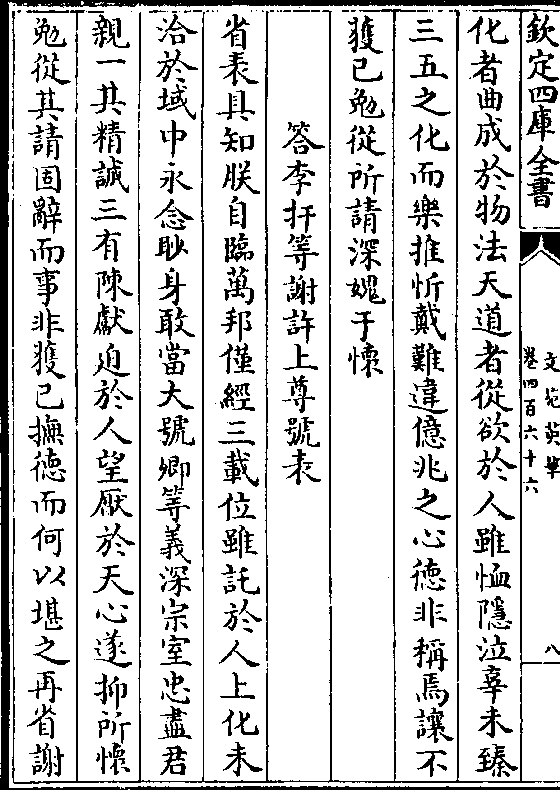 欽定四庫全書
文苑英華
卷四百六十六
八
化者曲成於物法天道者從欲於人雖恤隱泣辜未臻
三五之化而樂推忻戴難違億兆之心德非稱焉讓不
獲已勉從所請深媿于懷
答李扞等謝許上尊號表
省表具知朕自臨萬邦僅經三載位雖託於人上化未
洽於域中永念眇身敢當大號卿等義深宗室忠盡君
親一其精誠三有陳獻迫於人望厭於天心遂抑所懷
勉從其請固辭而事非獲已撫德而何以堪之再省謝